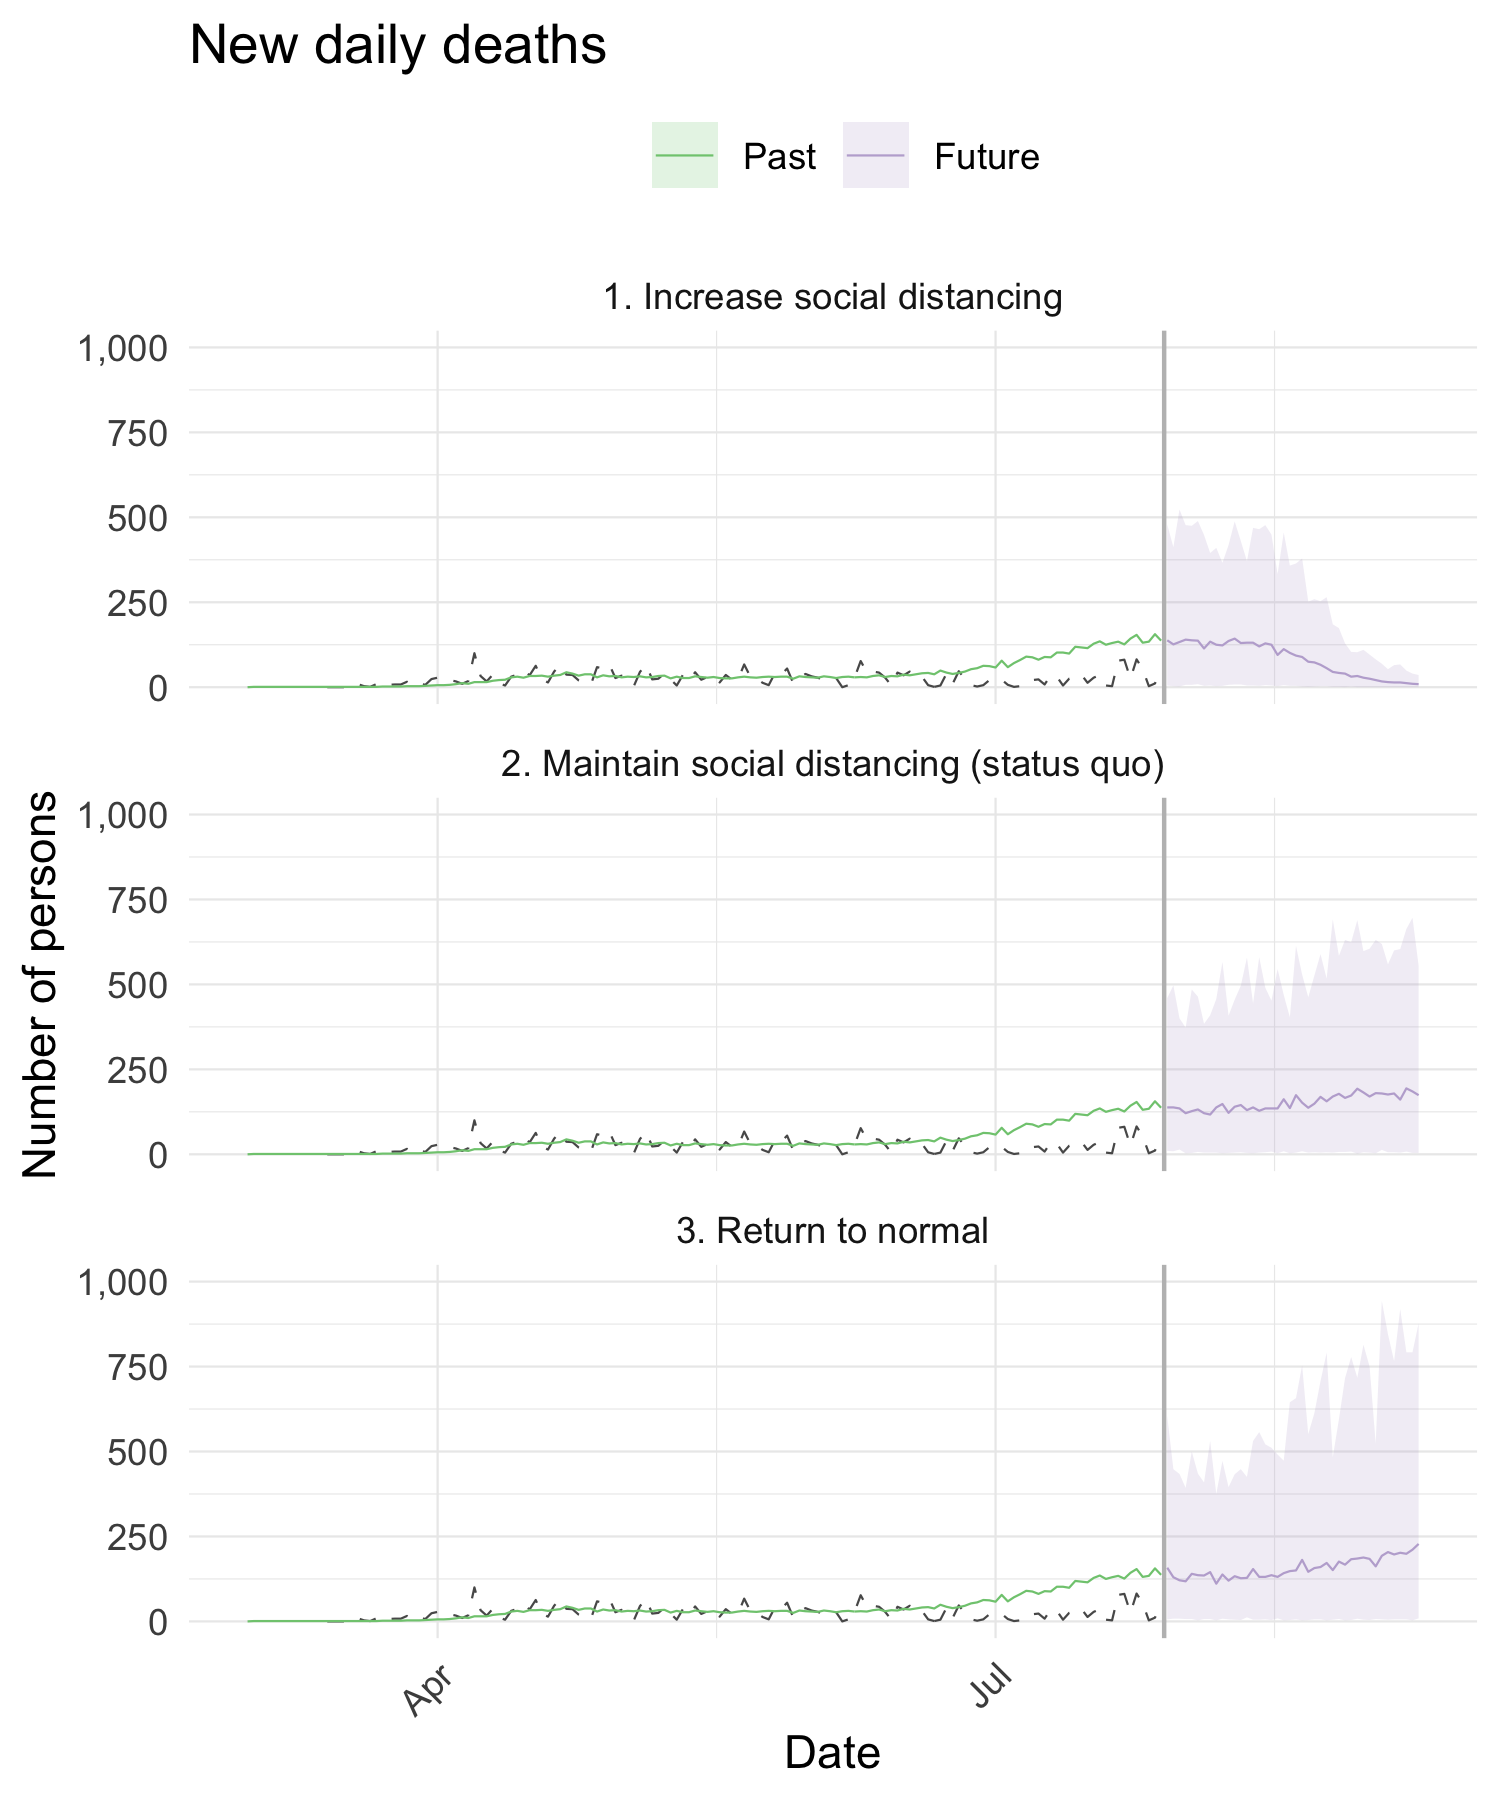 New daily deaths
Past
Future
1. Increase social distancing
1,000
750
500
250
0
2. Maintain social distancing (status quo)
1,000
750
500
250
0
Number of persons
3. Return to normal
1,000
750
500
250
0
Apr
Jul
Date